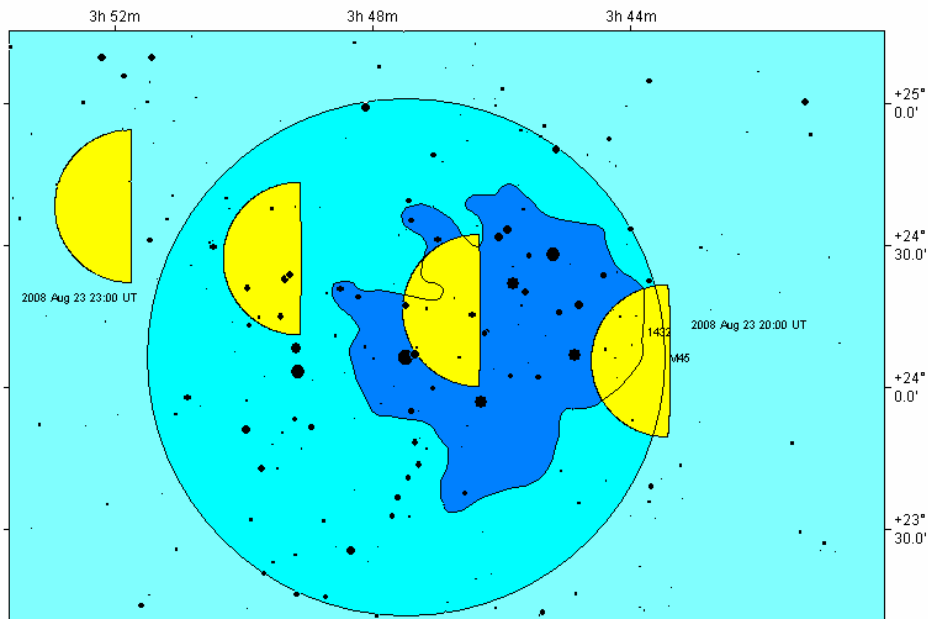 3h 52m
3h 48m
3h 44m
+25°
0.0'
+24°
30.0'
2008 Aug 23 23:00 UT
2008 Aug 23 20:00 UT
1432
M45
+24°
0.0'
+23°
30.0'